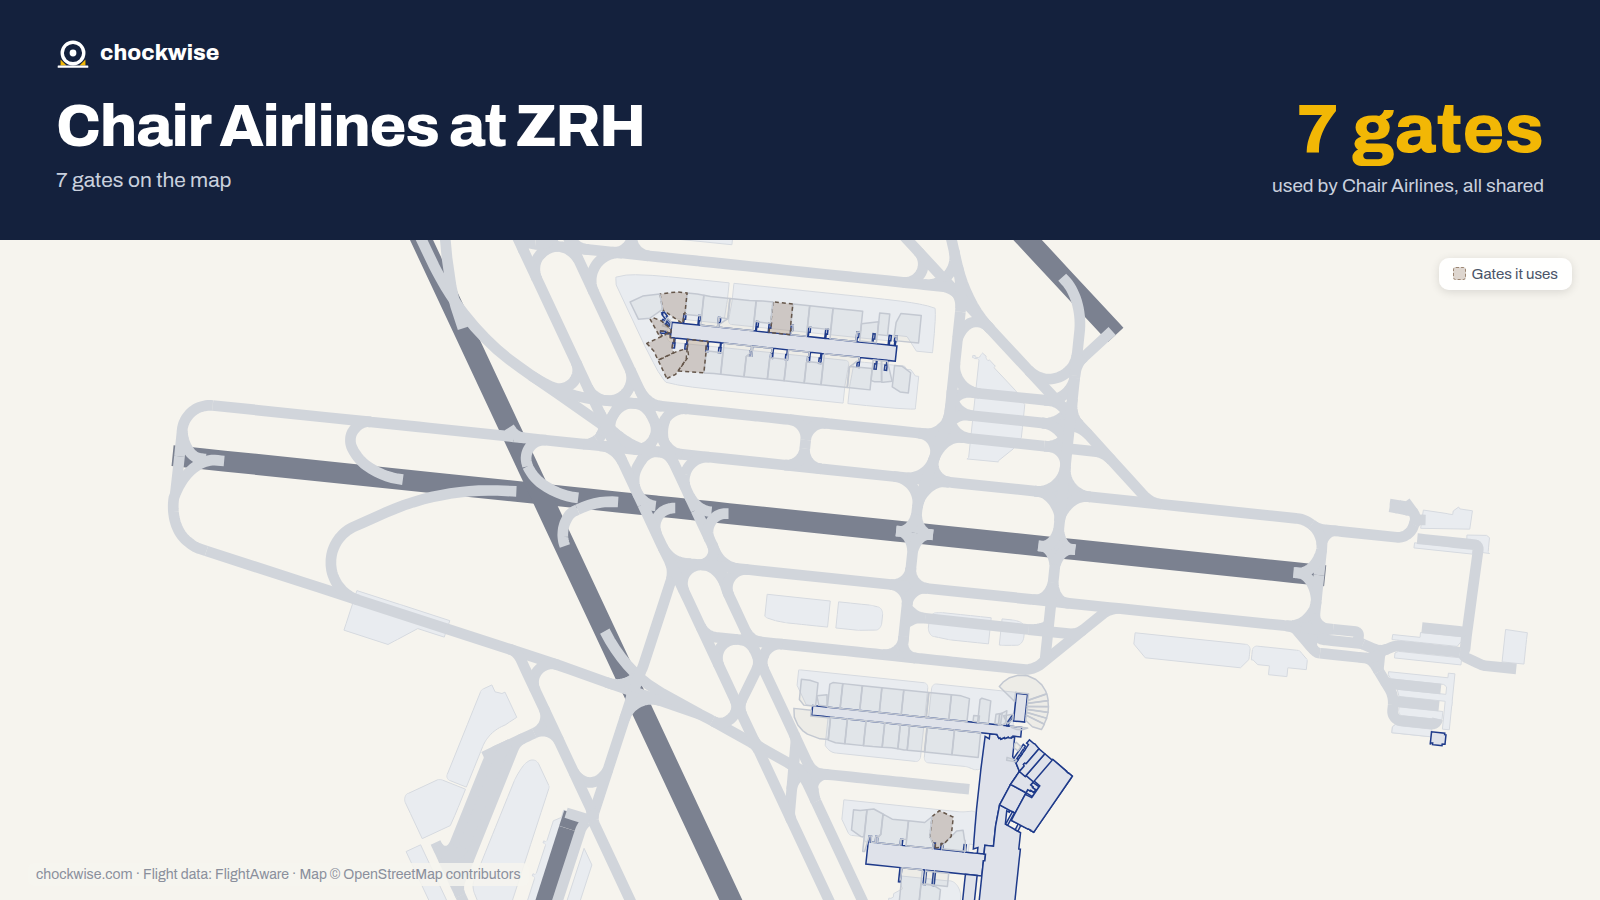 chockwise
Chair Airlines at ZRH
7 gates on the map
7 gates
used by Chair Airlines, all shared
Gates it uses
chockwise.com · Flight data: FlightAware · Map © OpenStreetMap contributors